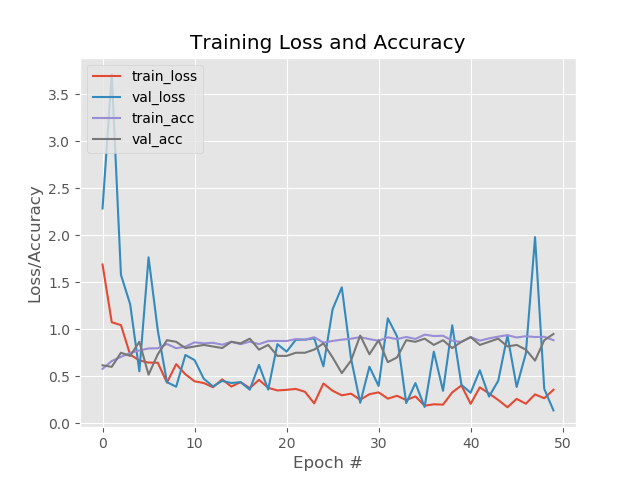 Training Loss and Accuracy
train_loss
val_loss
train_acc
val_acc
Loss/Accuracy
3.5
3.0
2.5
2.0
1.5
1.0
0.5
0.0
0 10 20 30 40 50
Epoch #